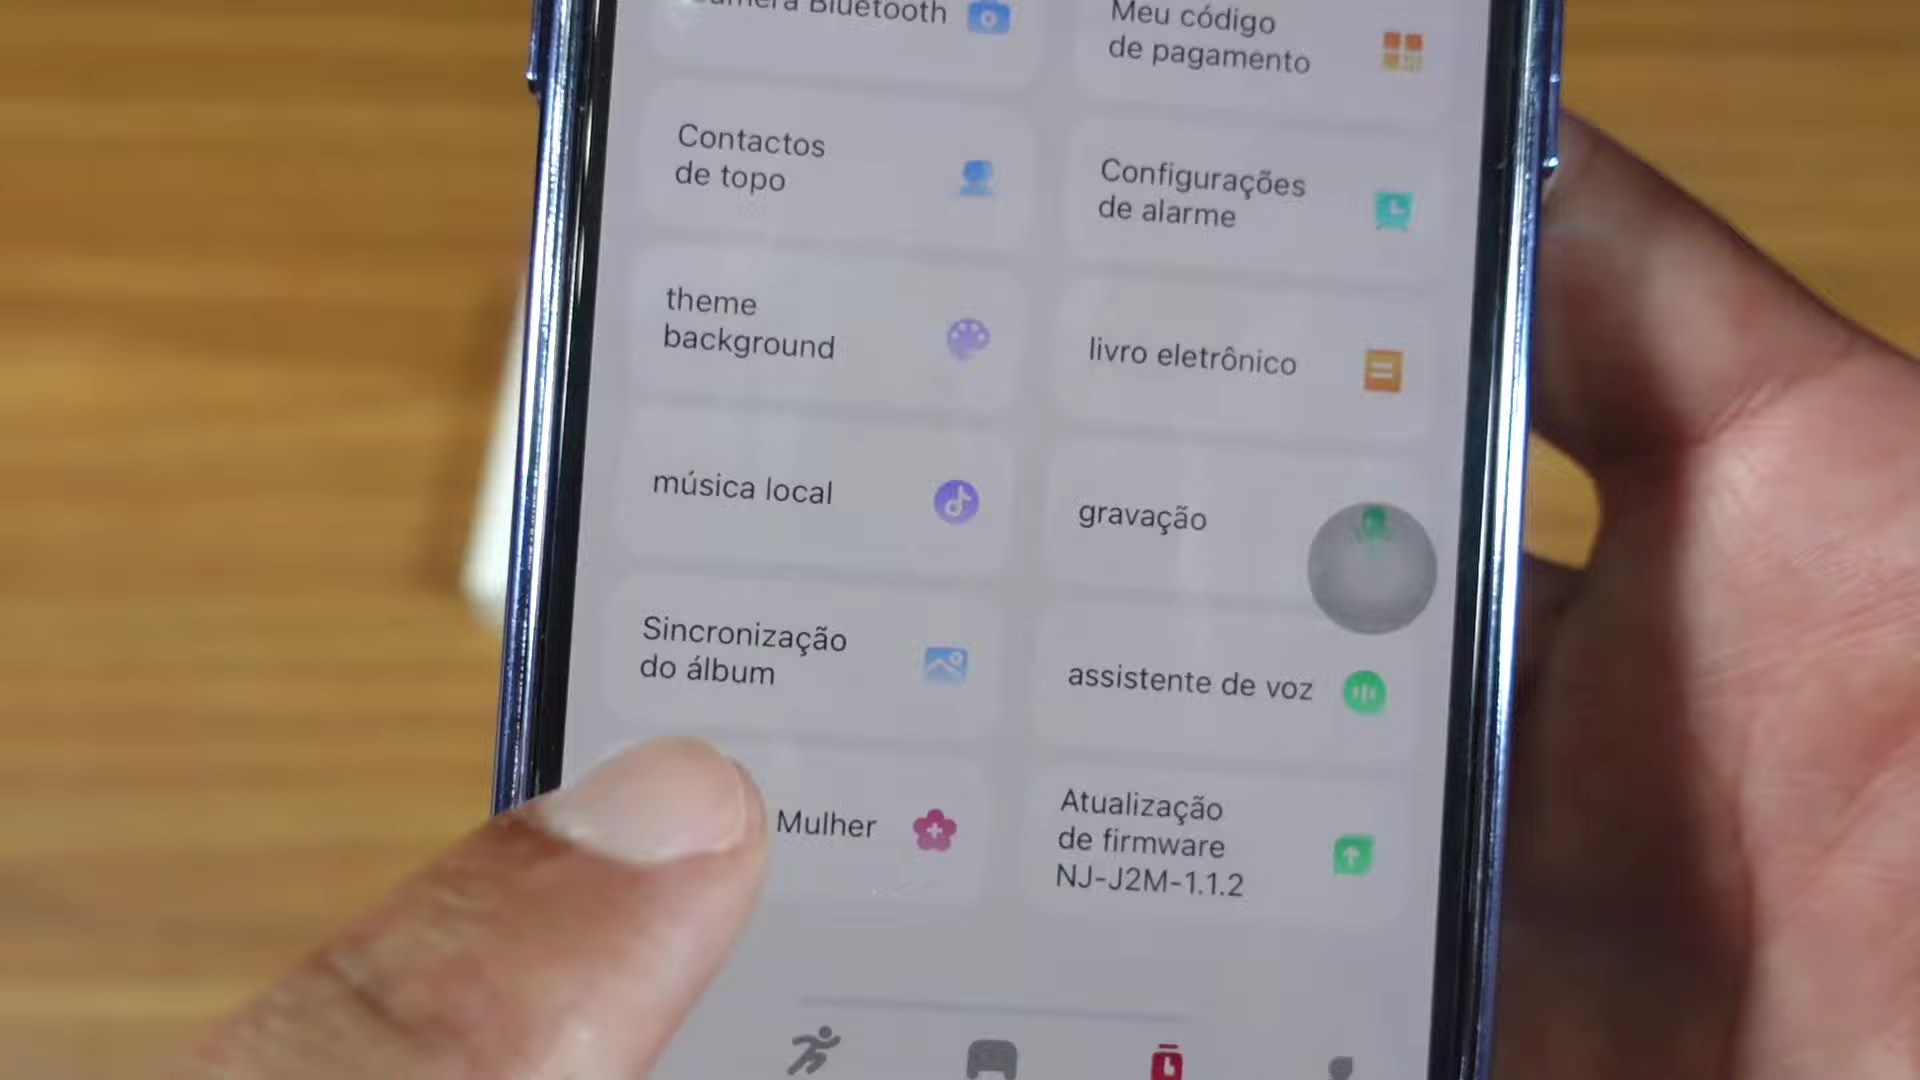 Bluetooth
Meu código
de pagamento
Contactos
de topo
Configurações
de alarme
theme
background
livro eletrônico
música local
gravação
Sincronização
do álbum
assistente de voz
Mulher
Atualização
de firmware
NJ-J2M-1.1.2